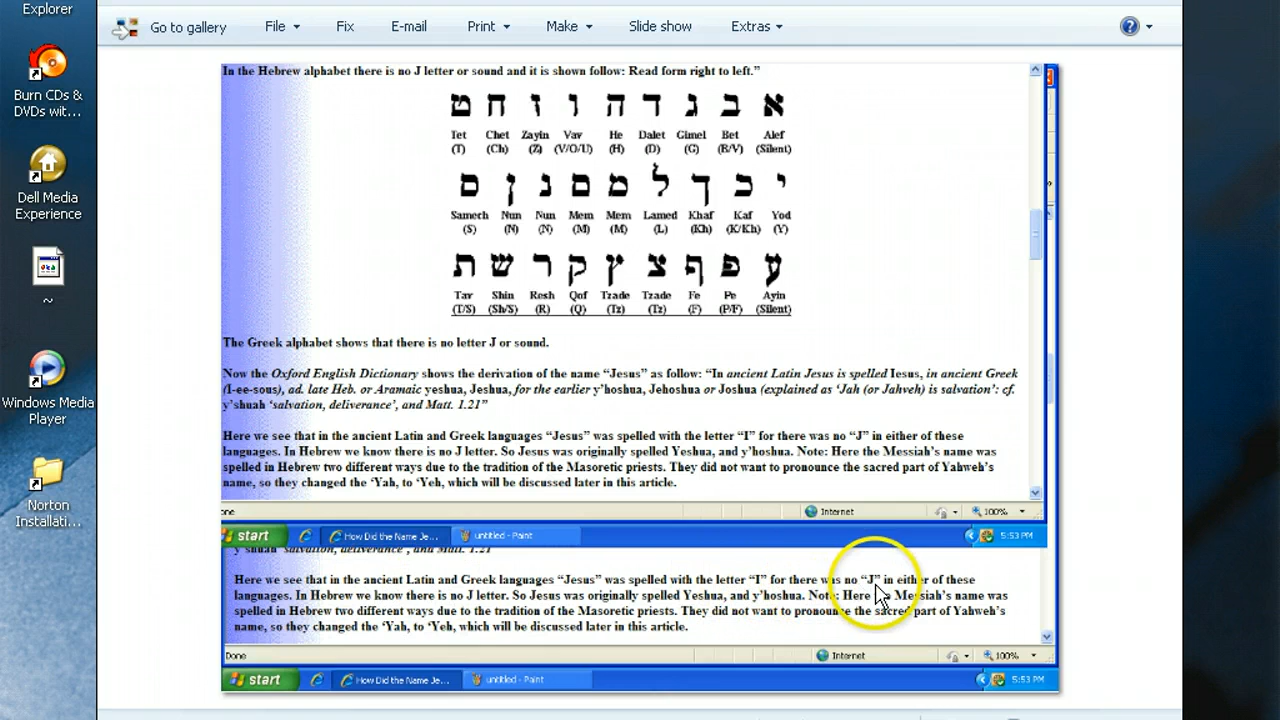 Explorer
Go to gallery File Fix E-mail Print Make Slide show Extras
Burn CDs &
DVDs wit...
Dell Media
Experience
~
Windows Media
Player
Norton
Installati...
In the Hebrew alphabet there is no J letter or sound and it is shown follow: Read form right to left.”
א ב ג ד ה ו ז ח ט
Tet Chet Zayin Vav He Dalet Gimel Bet Alef
(T) (Ch) (Z) (V/O/U) (H) (D) (G) (B/V) (Silent)
י כ ך ל מ ם נ ן ס
Samech Nun Nun Mem Mem Lamed Khaf Kaf Yod
(S) (N) (N) (M) (M) (L) (Kh) (K/Kh) (Y)
ע פ ף צ ץ ק ר ש ת
Tav Shin Resh Qof Tzade Tzade Fe Pe Ayin
(T/S) (Sh/S) (R) (Q) (Tz) (Tz) (F) (P/F) (Silent)
The Greek alphabet shows that there is no letter J or sound.
Now the Oxford English Dictionary shows the derivation of the name “Jesus” as follow: “In ancient Latin Jesus is spelled Iesus, in ancient Greek
(I-ee-sous), ad. late Heb. or Aramaic yeshua, Jeshua, for the earlier y’hoshua, Jehoshua or Joshua (explained as ‘Jah (or Jahveh) is salvation’: cf.
y’shuah ‘salvation, deliverance’, and Matt. 1.21”
Here we see that in the ancient Latin and Greek languages “Jesus” was spelled with the letter “I” for there was no “J” in either of these
languages. In Hebrew we know there is no J letter. So Jesus was originally spelled Yeshua, and y’hoshua. Note: Here the Messiah’s name was
spelled in Hebrew two different ways due to the tradition of the Masoretic priests. They did not want to pronounce the sacred part of Yahweh’s
name, so they changed the ‘Yah, to ‘Yeh, which will be discussed later in this article.
one Internet 100%
start How Did the Name Je... untitled - Paint 5:53 PM
y’shuah ‘salvation, deliverance’, and Matt. 1.21”
Here we see that in the ancient Latin and Greek languages “Jesus” was spelled with the letter “I” for there was no “J” in either of these
languages. In Hebrew we know there is no J letter. So Jesus was originally spelled Yeshua, and y’hoshua. Note: Here Messiah’s name was
spelled in Hebrew two different ways due to the tradition of the Masoretic priests. They did not want to pronounce the sacred part of Yahweh’s
name, so they changed the ‘Yah, to ‘Yeh, which will be discussed later in this article.
Done Internet 100%
start How Did the Name Je... untitled - Paint 5:53 PM